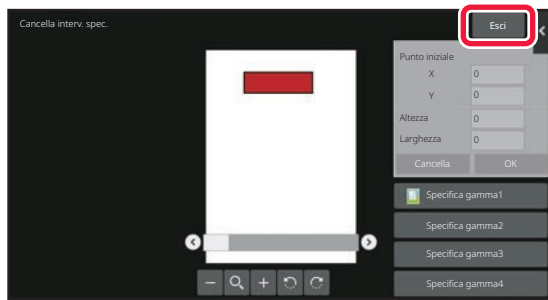 Cancella interv. spec.
Esci
Punto iniziale
X 0
Y 0
Altezza 0
Larghezza 0
Cancella OK
Specifica gamma1
Specifica gamma2
Specifica gamma3
Specifica gamma4